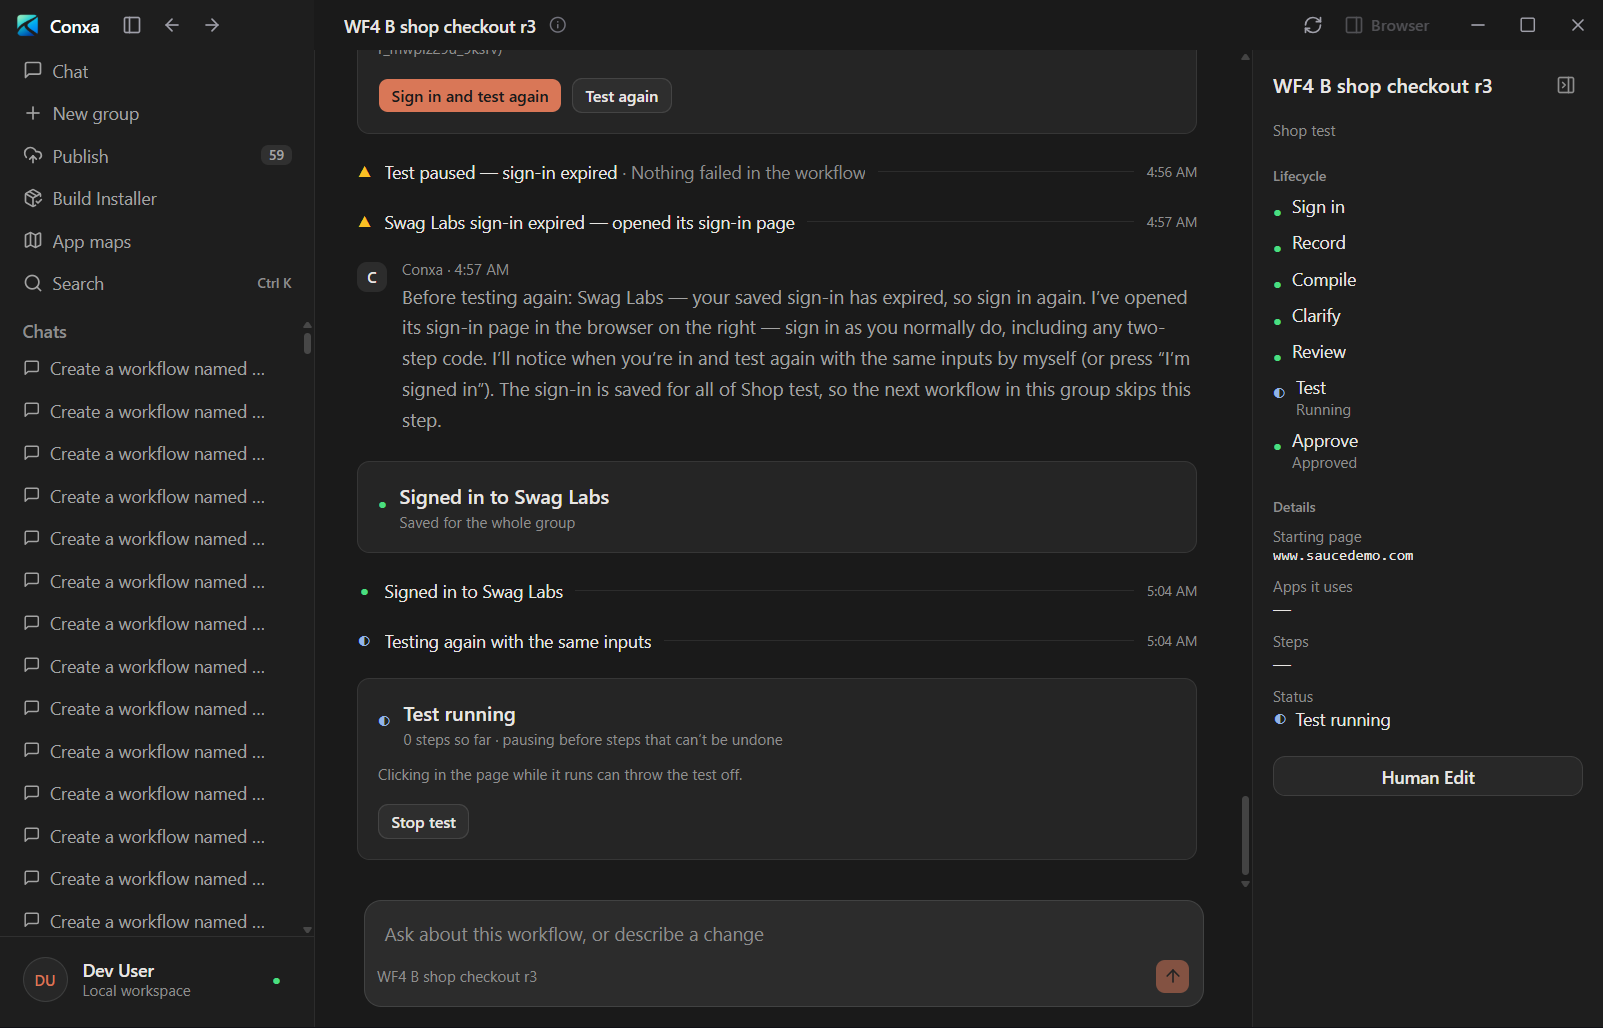 Conxa
WF4 B shop checkout r3
Browser
Chat
New group
Publish
59
Build Installer
App maps
Search
Ctrl K
Chats
Create a workflow named ...
Create a workflow named ...
Create a workflow named ...
Create a workflow named ...
Create a workflow named ...
Create a workflow named ...
Create a workflow named ...
Create a workflow named ...
Create a workflow named ...
Create a workflow named ...
Create a workflow named ...
Create a workflow named ...
Create a workflow named ...
Create a workflow named ...
DU
Dev User
Local workspace
Sign in and test again
Test again
Test paused — sign-in expired · Nothing failed in the workflow
4:56 AM
Swag Labs sign-in expired — opened its sign-in page
4:57 AM
C
Conxa · 4:57 AM
Before testing again: Swag Labs — your saved sign-in has expired, so sign in again. I’ve opened
its sign-in page in the browser on the right — sign in as you normally do, including any two-
step code. I’ll notice when you’re in and test again with the same inputs by myself (or press “I’m
signed in”). The sign-in is saved for all of Shop test, so the next workflow in this group skips this
step.
Signed in to Swag Labs
Saved for the whole group
Signed in to Swag Labs
5:04 AM
Testing again with the same inputs
5:04 AM
Test running
0 steps so far · pausing before steps that can’t be undone
Clicking in the page while it runs can throw the test off.
Stop test
Ask about this workflow, or describe a change
WF4 B shop checkout r3
WF4 B shop checkout r3
Shop test
Lifecycle
Sign in
Record
Compile
Clarify
Review
Test
Running
Approve
Approved
Details
Starting page
www.saucedemo.com
Apps it uses
—
Steps
—
Status
Test running
Human Edit